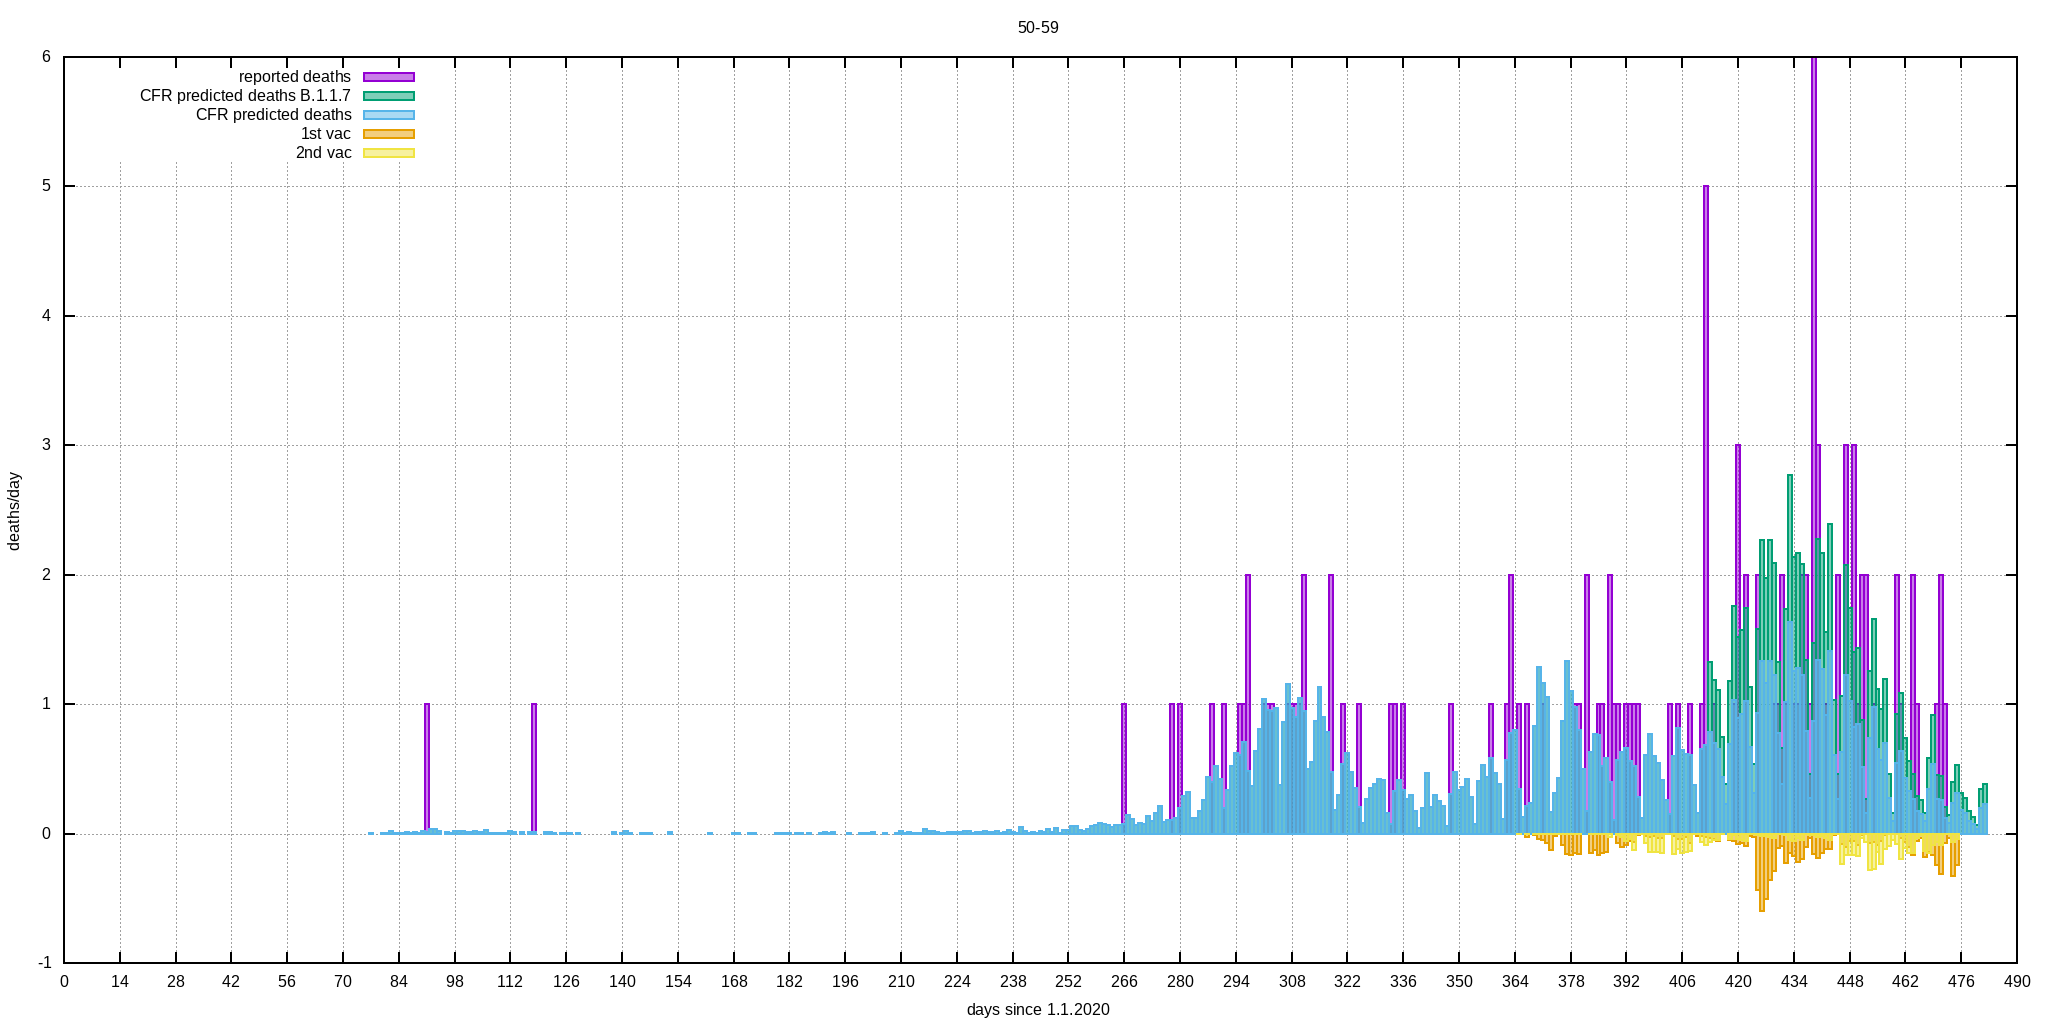 50-59
reported deaths
CFR predicted deaths B.1.1.7
CFR predicted deaths
1st vac
2nd vac
6
5
4
3
2
1
0
-1
deaths/day
0 14 28 42 56 70 84 98 112 126 140 154 168 182 196 210 224 238 252 266 280 294 308 322 336 350 364 378 392 406 420 434 448 462 476 490
days since 1.1.2020